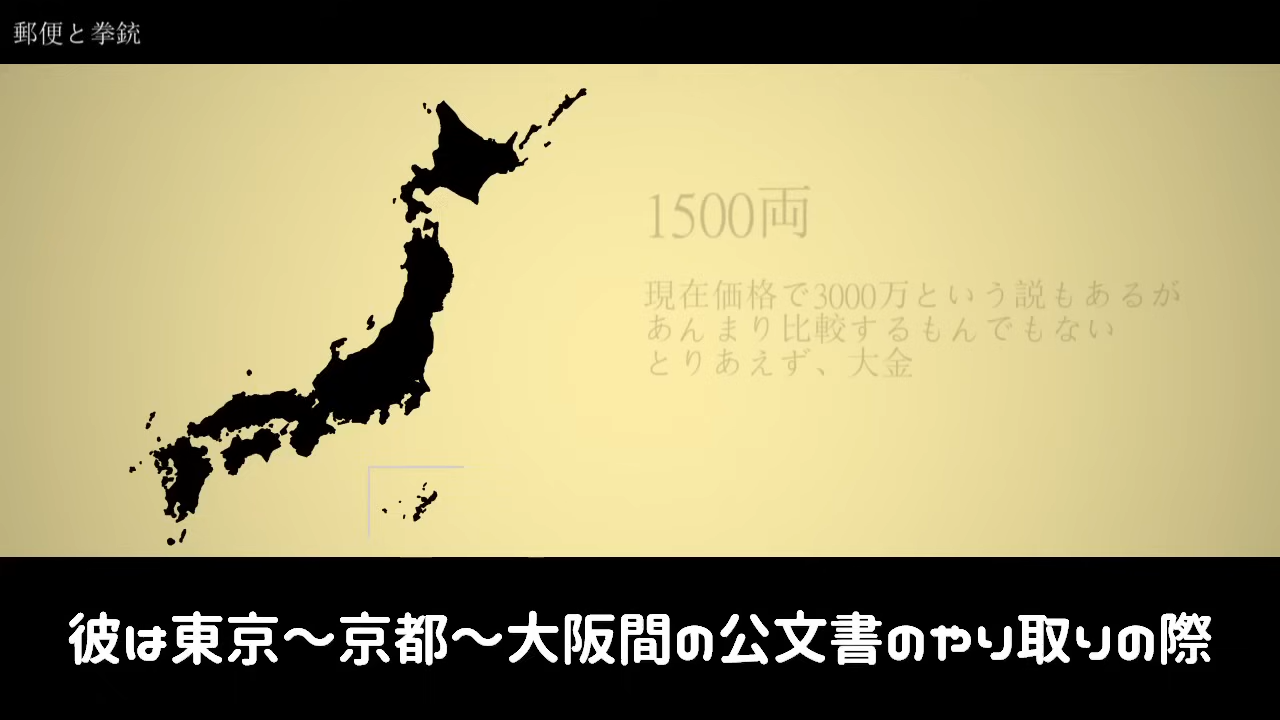 郵便と拳銃
1500両
現在価格で3000万という説もあるが
あんまり比較するもんでもない
とりあえず、大金
彼は東京～京都～大阪間の公文書のやり取りの際